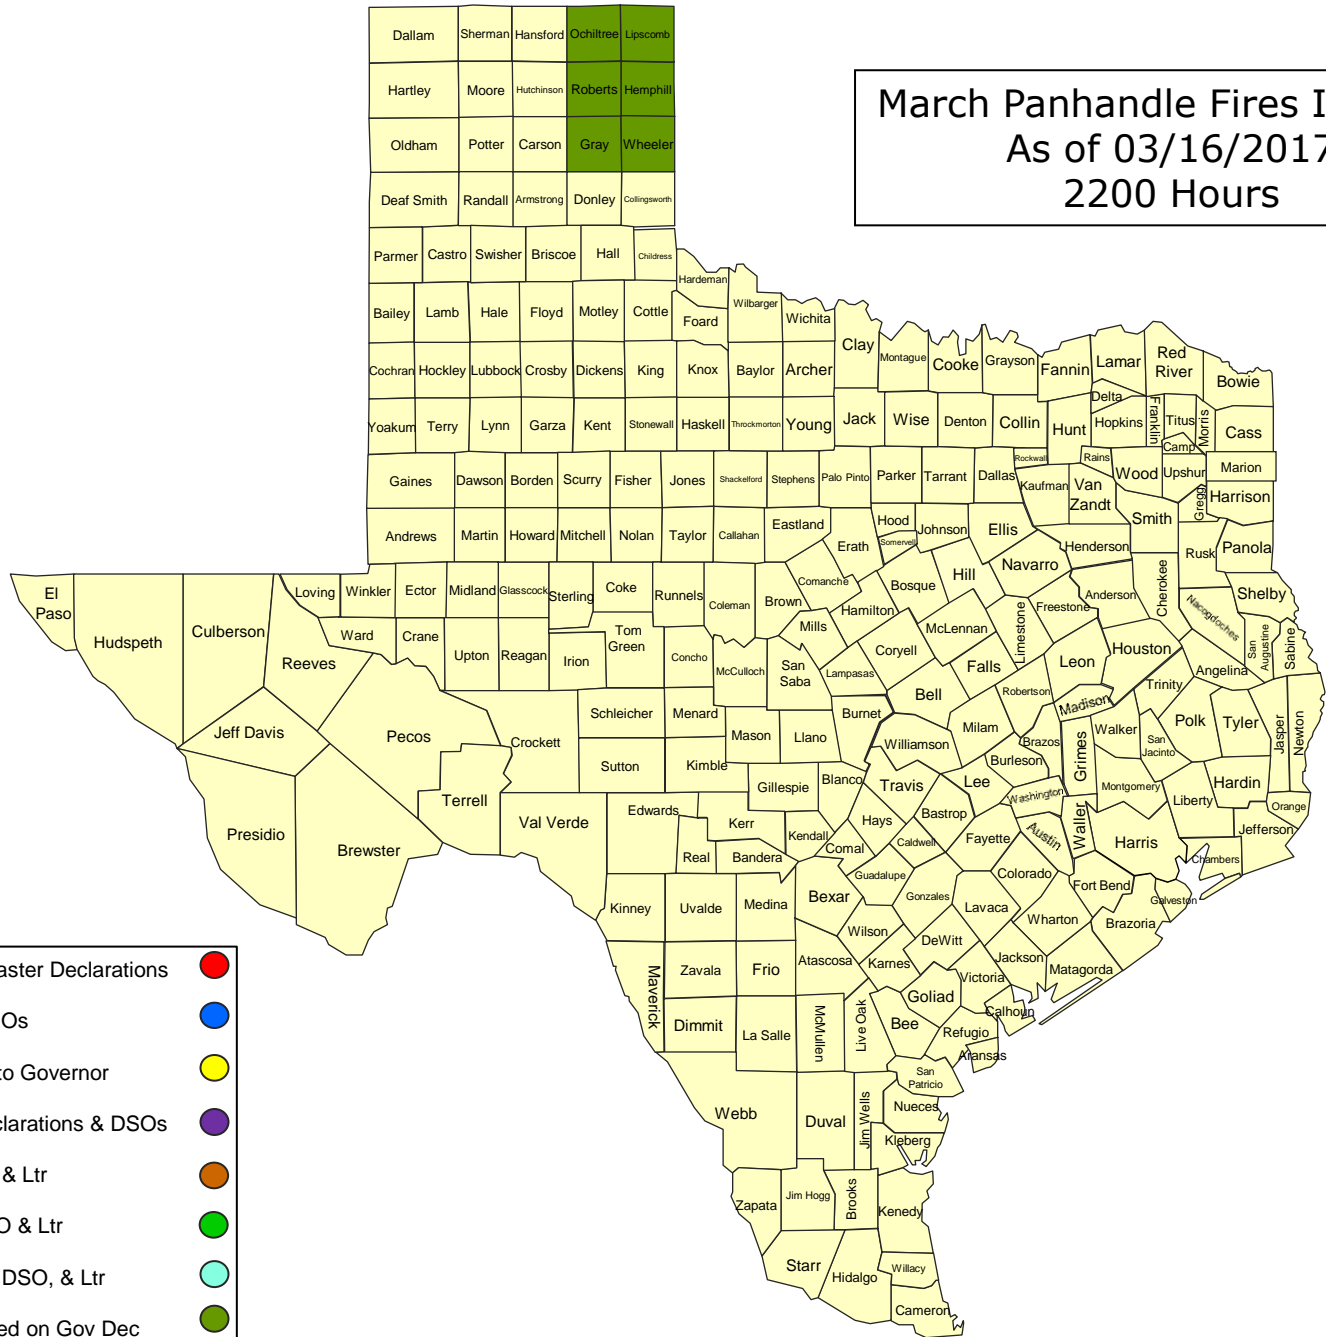 Dallam Sherman Hansford Ochiltree Lipscomb
Hartley Moore Hutchinson Roberts Hemphill
Oldham Potter Carson Gray Wheeler
Deaf Smith Randall Armstrong Donley Collingsworth
Parmer Castro Swisher Briscoe Hall Childress
Hardeman
Bailey Lamb Hale Floyd Motley Cottle Foard Wilbarger Wichita
Clay Montague Cooke Grayson Fannin Lamar Red River Bowie
Cochran Hockley Lubbock Crosby Dickens King Knox Baylor Archer
Yoakum Terry Lynn Garza Kent Stonewall Haskell Throckmorton Young Jack Wise Denton Collin Hunt Delta Hopkins Franklin Titus Morris Cass
Camp
Gaines Dawson Borden Scurry Fisher Jones Shackelford Stephens Palo Pinto Parker Tarrant Dallas Rockwall Kaufman Rains Van Zandt Wood Upshur Gregg Marion
Harrison
Andrews Martin Howard Mitchell Nolan Taylor Callahan Eastland Erath Hood Somervell Johnson Ellis Henderson Smith Rusk Panola
El Paso Hudspeth Culberson Loving Winkler Ector Midland Glasscock Sterling Coke Runnels Coleman Brown Comanche Hamilton Bosque Hill Navarro Freestone Anderson Cherokee Nacogdoches Shelby
Reeves Ward Crane Upton Reagan Irion Tom Green Concho McCulloch San Saba Mills Lampasas Coryell McLennan Limestone Falls Leon Houston Angelina San Augustine Sabine
Jeff Davis Pecos Crockett Schleicher Menard Mason Llano Burnet Bell Milam Robertson Madison Trinity Walker San Jacinto Polk Tyler Jasper Newton
Terrell Sutton Kimble Gillespie Blanco Williamson Travis Lee Burleson Brazos Grimes Washington Montgomery Liberty Hardin Orange
Presidio Brewster Val Verde Edwards Kerr Real Bandera Kendall Comal Hays Caldwell Bastrop Fayette Austin Waller Harris Chambers Jefferson
Kinney Uvalde Medina Bexar Guadalupe Gonzales Lavaca Colorado Fort Bend Galveston
Wilson Wharton Brazoria
Maverick Zavala Frio Atascosa Karnes DeWitt Victoria Jackson Matagorda
Dimmit La Salle McMullen Live Oak Bee Goliad Refugio Calhoun Aransas
San Patricio
Webb Duval Jim Wells Nueces
Kleberg
Zapata Jim Hogg Brooks Kenedy
Starr Hidalgo Willacy
Cameron
March Panhandle Fires
As of 03/16/2017
2200 Hours
Declarations
to Governor
& DSOs
& Ltr
& Ltr
DSO, & Ltr
on Gov Dec